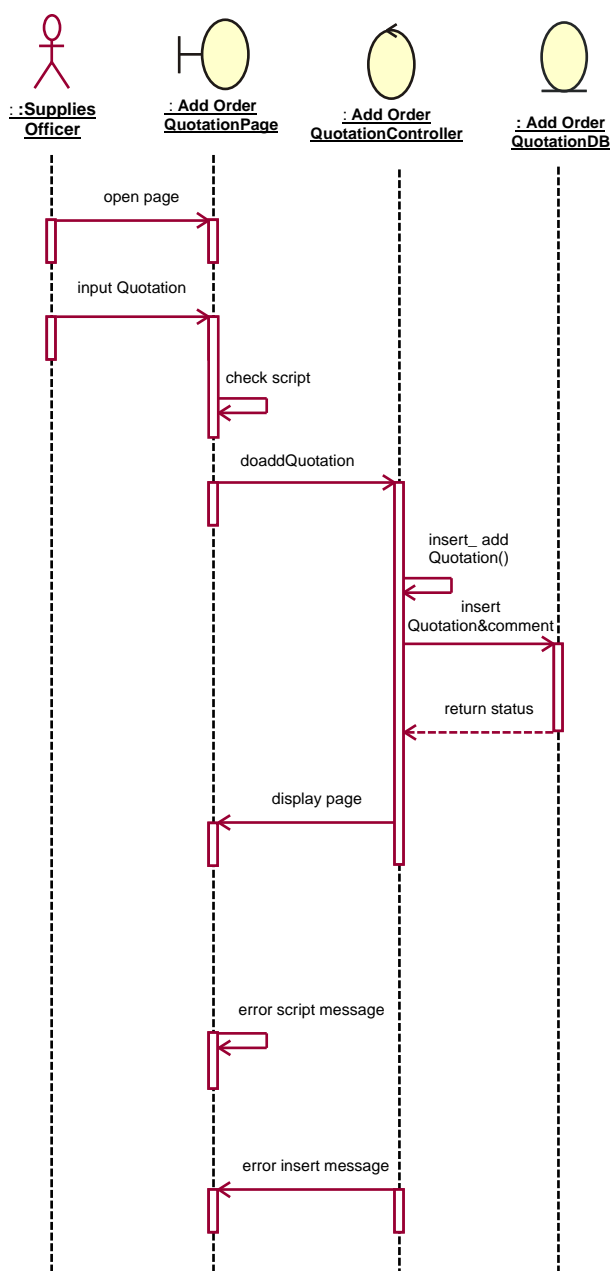 : :Supplies
Officer
: Add Order
QuotationPage
: Add Order
QuotationController
: Add Order
QuotationDB
open page
input Quotation
check script
doaddQuotation
insert_ add
Quotation()
insert
Quotation&comment
return status
display page
error script message
error insert message